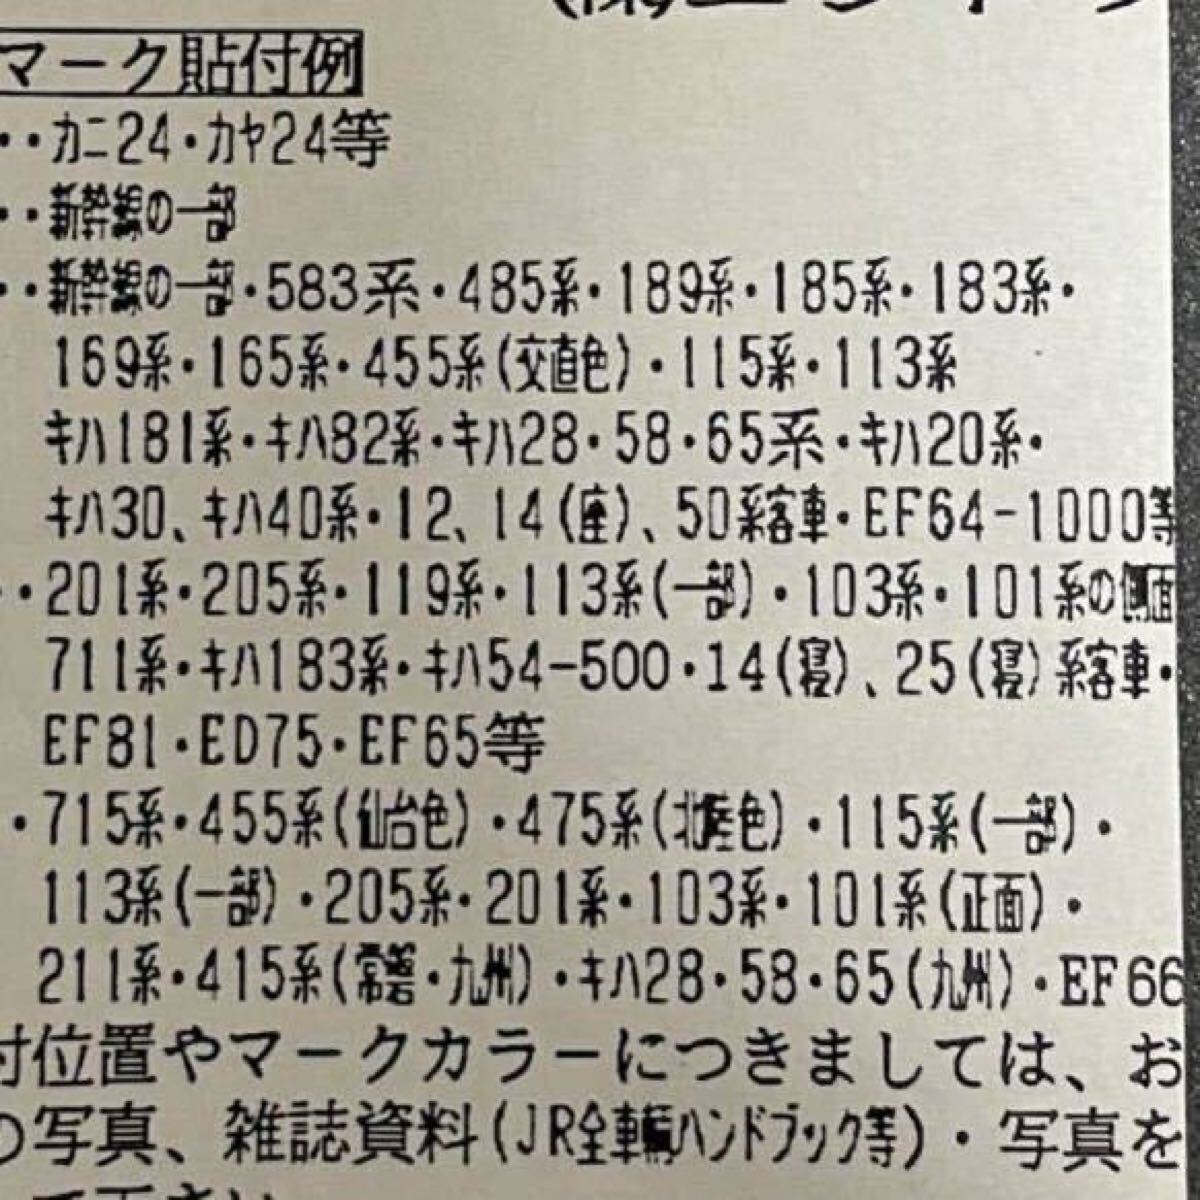 マーク貼付例
・・カニ24・カヤ24等
・・新幹線の一部
・・新幹線の一部・583系・485系・189系・185系・183系・
169系・165系・455系(交直色)・115系・113系
キハ181系・キハ82系・キハ28・58・65系・キハ20系・
キハ30、キハ40系・12、14(座)、50系客車・EF64-1000等
・・201系・205系・119系・113系(一部)・103系・101系の側面
711系・キハ183系・キハ54-500・14(寝)、25(寝)系客車・
EF81・ED75・EF65等
・715系・455系(仙台色)・475系(北陸色)・115系(一部)・
113系(一部)・205系・201系・103系・101系(正面)・
211系・415系(常磐・九州)・キハ28・58・65(九州)・EF66
付位置やマークカラーにつきましては、お
の写真、雑誌資料(JR全車輌ハンドブック等)・写真を